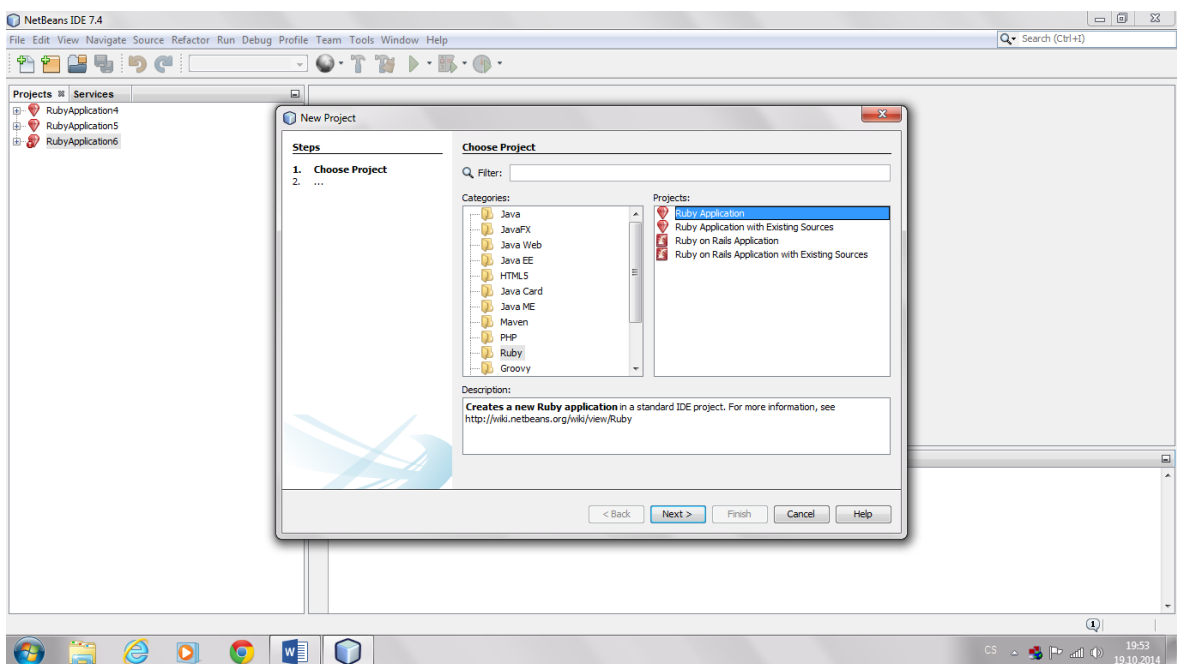 NetBeans IDE 7.4
File Edit View Navigate Source Refactor Run Debug Profile Team Tools Window Help
Search (Ctrl+I)
Projects Services
RubyApplication4
RubyApplication5
RubyApplication6
New Project
Steps
1. Choose Project
2. ...
Choose Project
Filter:
Categories:
Java
JavaFX
Java Web
Java EE
HTML5
Java Card
Java ME
Maven
PHP
Ruby
Groovy
Projects:
Ruby Application
Ruby Application with Existing Sources
Ruby on Rails Application
Ruby on Rails Application with Existing Sources
Description:
Creates a new Ruby application in a standard IDE project. For more information, see
http://wiki.netbeans.org/wiki/view/Ruby
< Back Next > Finish Cancel Help
1
CS
19:53
19.10.2014